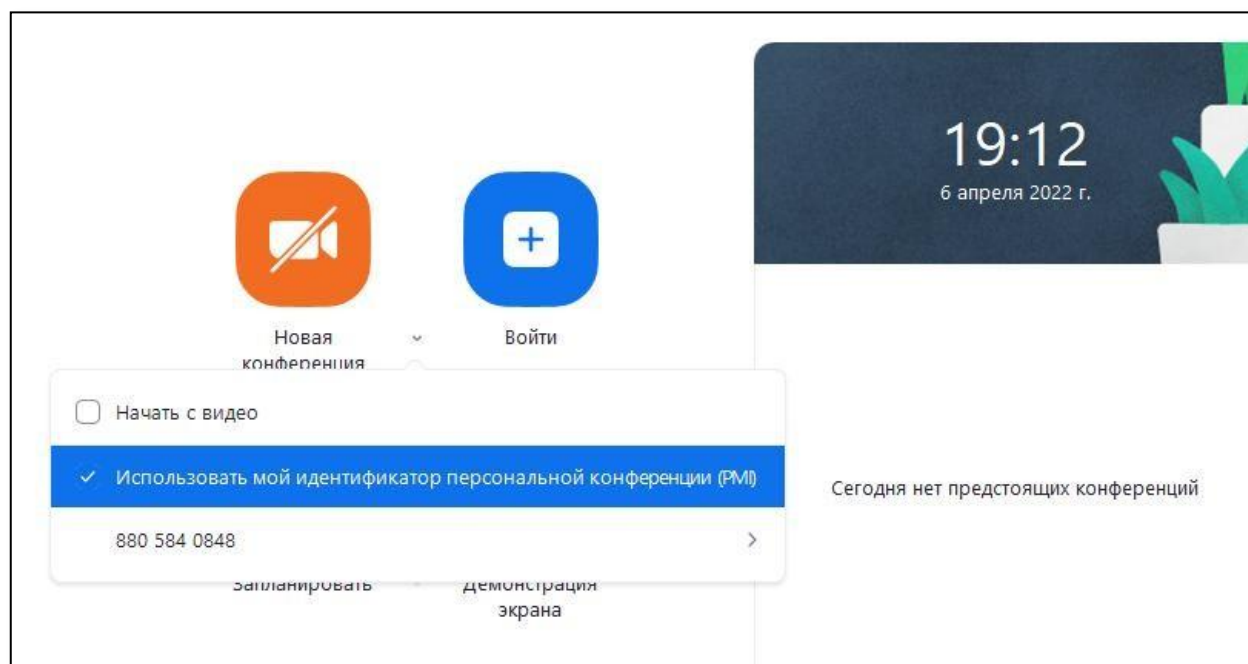 19:12
6 апреля 2022 г.
Новая
конференция
Войти
Начать с видео
Использовать мой идентификатор персональной конференции (PMI)
880 584 0848
Запланировать
Демонстрация
экрана
Сегодня нет предстоящих конференций